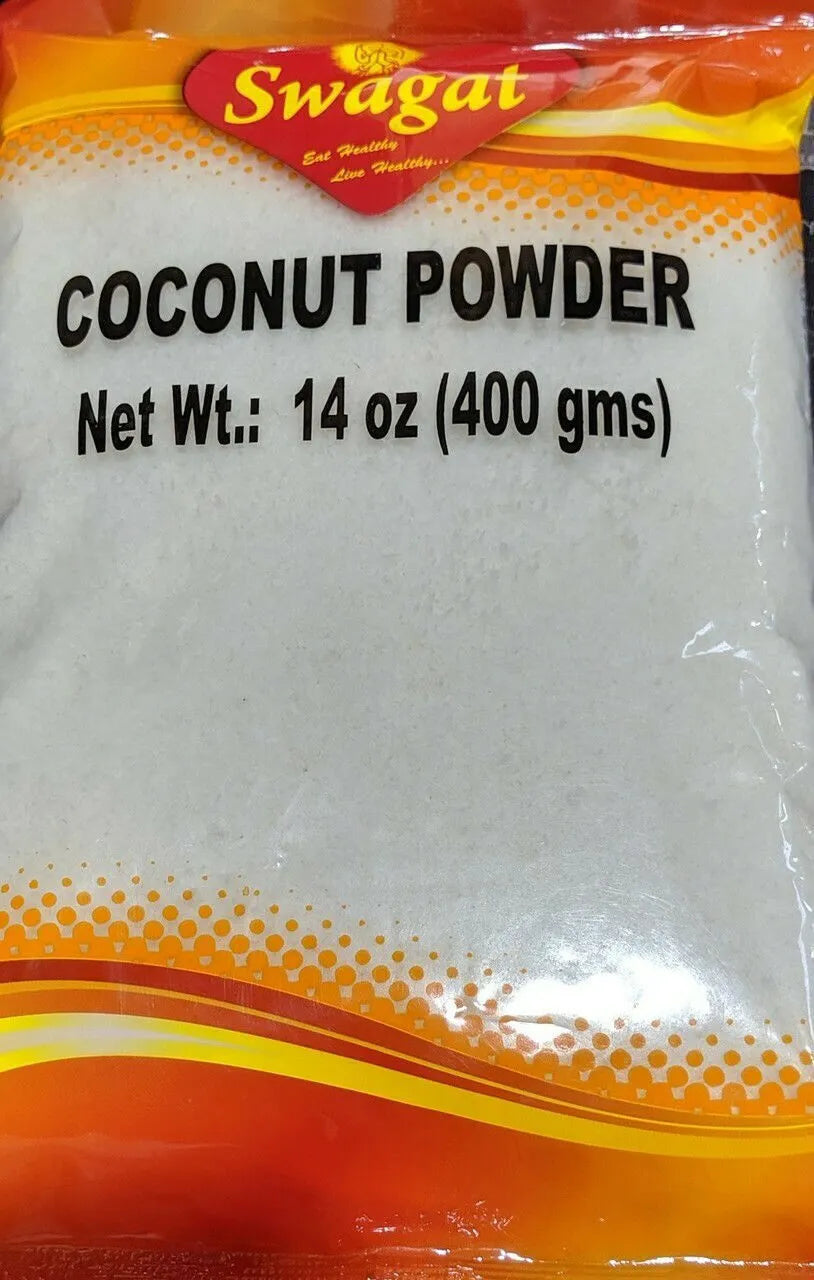 Swagat
Eat Healthy
Live Healthy...
COCONUT POWDER
Net Wt.: 14 oz (400 gms)